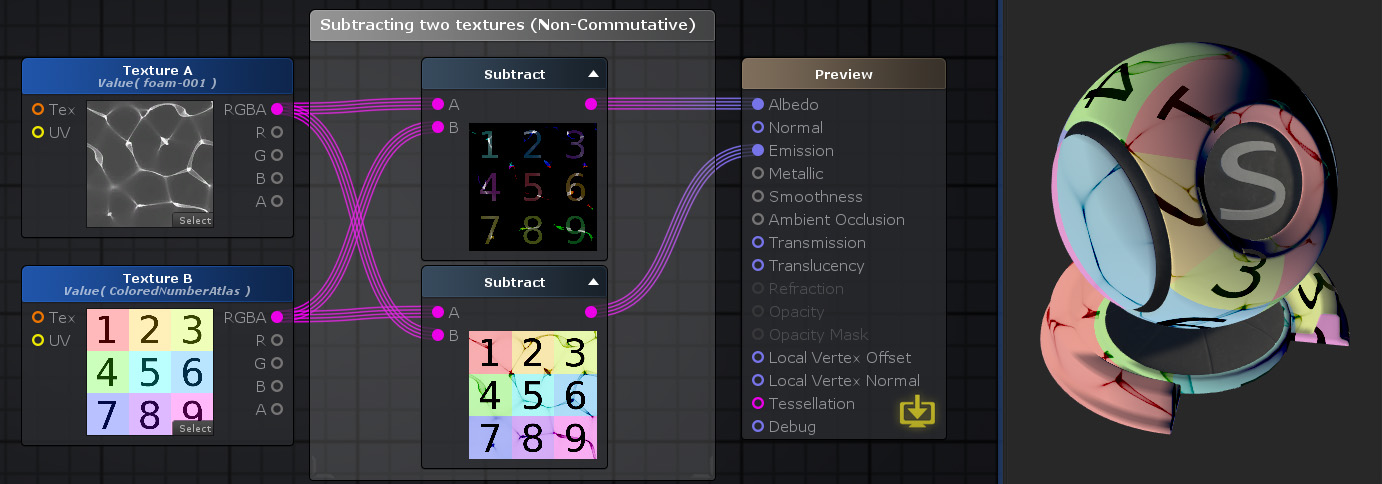 Subtracting two textures (Non-Commutative)
Texture A
Value( foam-001 )
Tex
RGBA
UV
R
G
B
A
Select
Texture B
Value( ColoredNumberAtlas )
Tex
RGBA
UV
R
G
B
A
1 2 3
4 5 6
7 8 9
Select
Subtract
A
B
1 2 3
4 5 6
7 8 9
Subtract
A
B
1 2 3
4 5 6
7 8 9
Preview
Albedo
Normal
Emission
Metallic
Smoothness
Ambient Occlusion
Transmission
Translucency
Refraction
Opacity
Opacity Mask
Local Vertex Offset
Local Vertex Normal
Tessellation
Debug
4
1
S
3